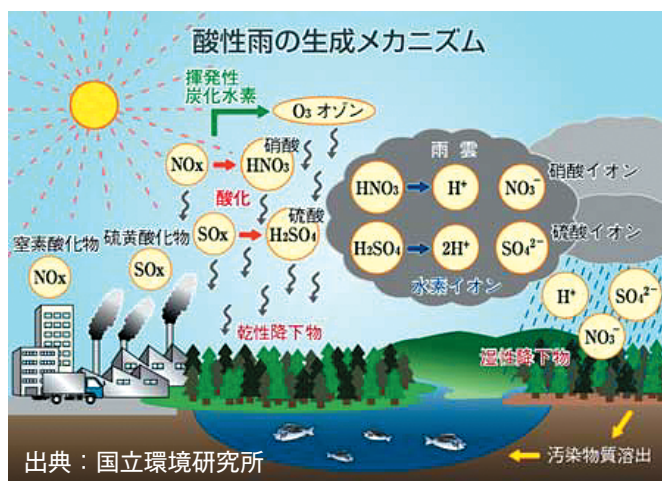 酸性雨の生成メカニズム
揮発性
炭化水素
O₃ オゾン
NOx
硝酸
HNO₃
酸化
SOx
硫酸
H₂SO₄
窒素酸化物
NOx
硫黄酸化物
SOx
乾性降下物
雨雲
HNO₃
H⁺
NO₃⁻
硝酸イオン
H₂SO₄
2H⁺
SO₄²⁻
硫酸イオン
水素イオン
H⁺
SO₄²⁻
NO₃⁻
湿性降下物
汚染物質溶出
出典：国立環境研究所